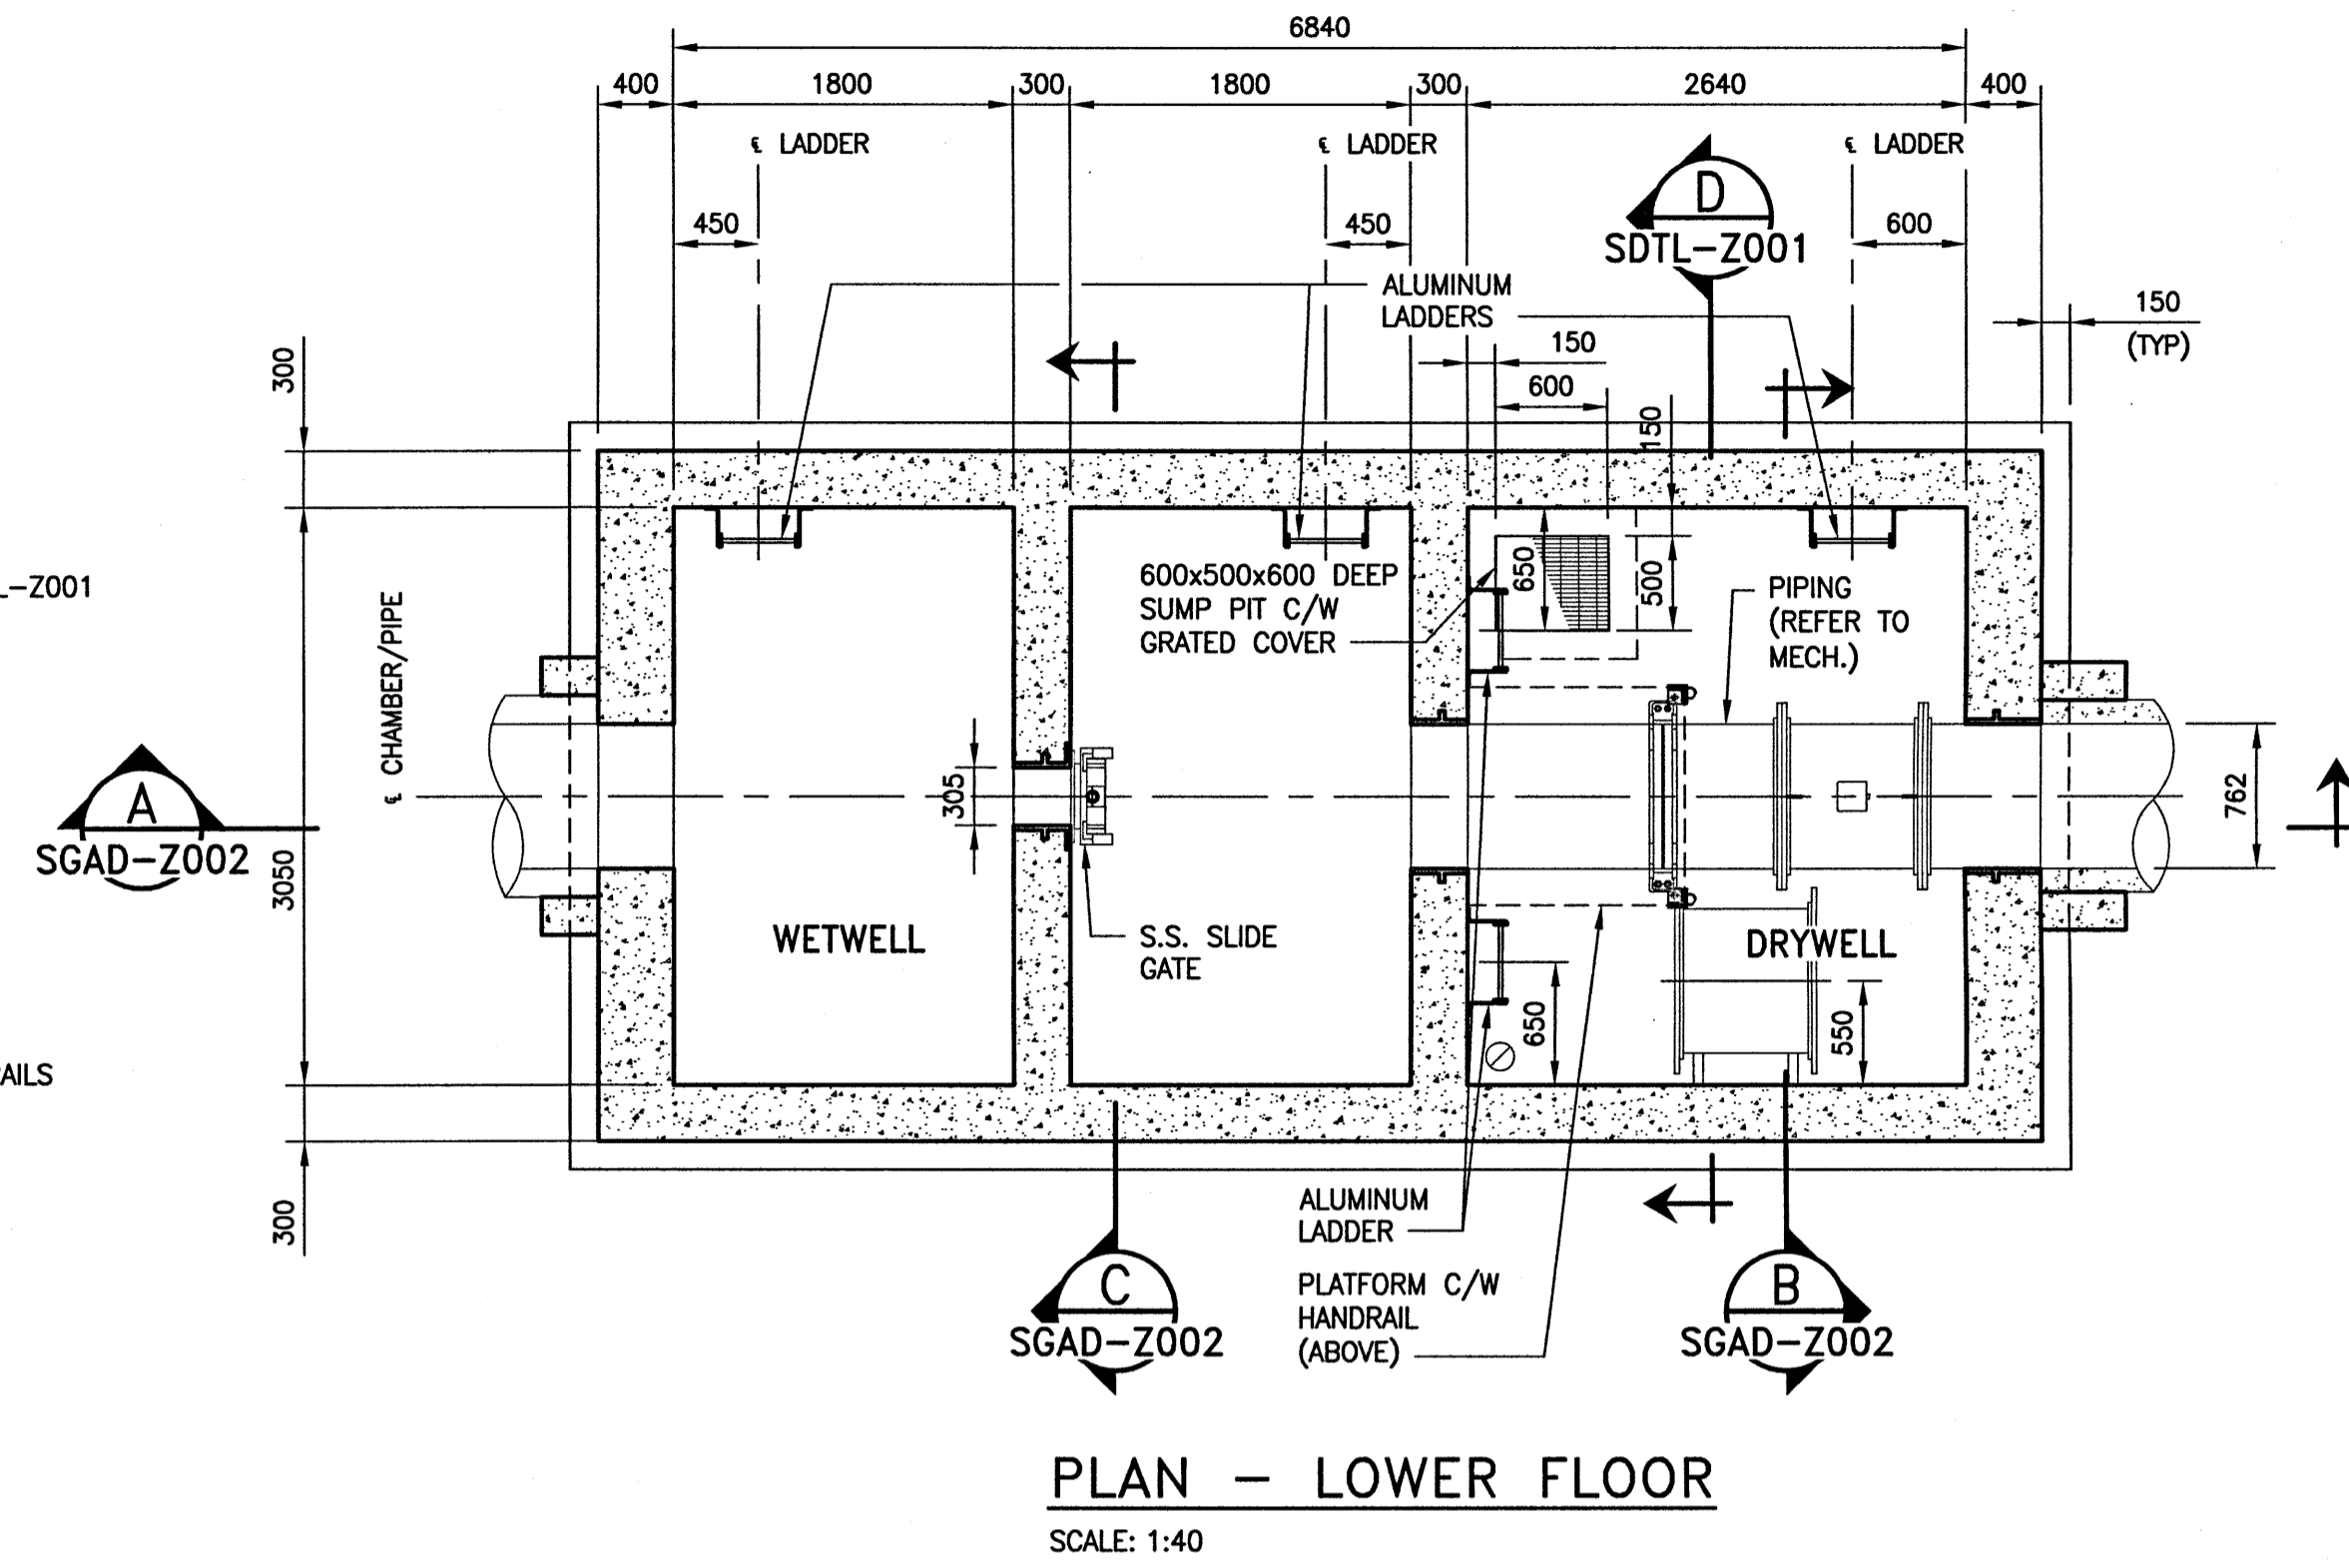 6840
400 1800 300 1800 300 2640 400
℄ LADDER
℄ LADDER
℄ LADDER
450
450
600
D
SDTL-Z001
ALUMINUM
LADDERS
150
(TYP)
150
600
150
300
650
500
600x500x600 DEEP
SUMP PIT C/W
GRATED COVER
PIPING
(REFER TO
MECH.)
L-Z001
℄ CHAMBER/PIPE
A
SGAD-Z002
305
762
3050
WETWELL
S.S. SLIDE
GATE
DRYWELL
650
550
AILS
300
ALUMINUM
LADDER
PLATFORM C/W
HANDRAIL
(ABOVE)
C
SGAD-Z002
B
SGAD-Z002
PLAN - LOWER FLOOR
SCALE: 1:40